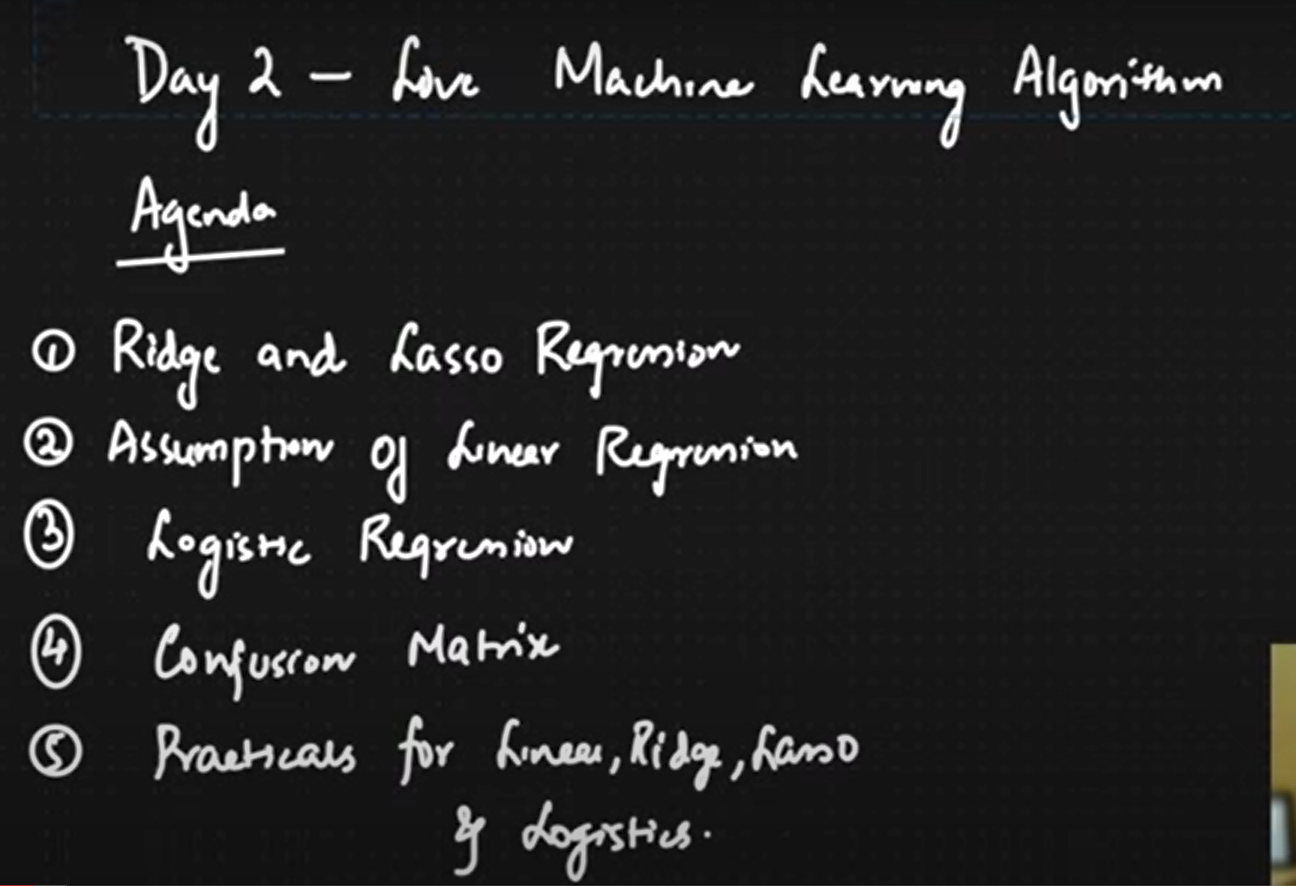 Day 2 - Live Machine Learning Algorithm
Agenda
① Ridge and Lasso Regression
② Assumption of Linear Regression
③ Logistic Regression
④ Confusion Matrix
⑤ Practicals for Linear, Ridge, Lasso
& Logistics.